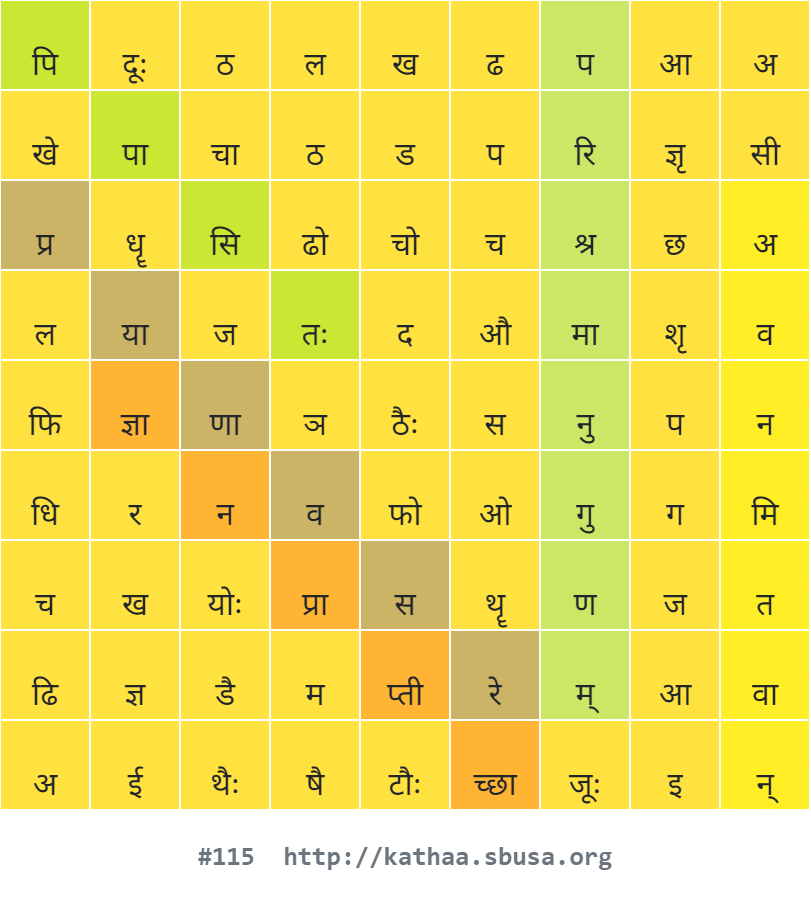 पि दूः ठ ल ख ढ प आ अ
खे पा चा ठ ड प रि ज्ञृ सी
प्र धॄ सि ढो चो च श्र छ अ
ल या ज तः द औ मा शृ व
फि ज्ञा णा ञ ठैः स नु प न
धि र न व फो ओ गु ग मि
च ख योः प्रा स थॄ ण ज त
ढि ज्ञ डै म प्ती रे म् आ वा
अ ई थैः षै टौः च्छा जूः इ न्
#115 http://kathaa.sbusa.org